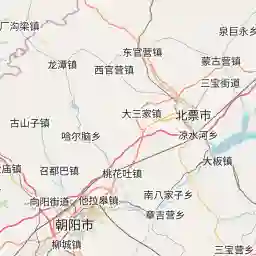 厂沟梁镇
泉巨永乡
东官营镇
龙潭镇
西官营镇
蒙古营镇
三宝街道
大三家镇
北票市
古山子镇
哈尔脑乡
凉水河乡
大板镇
庙镇
召都巴镇
桃花吐镇
南八家子乡
向阳街道
他拉皋镇
章吉营乡
朝阳市
柳城镇
三宝营乡